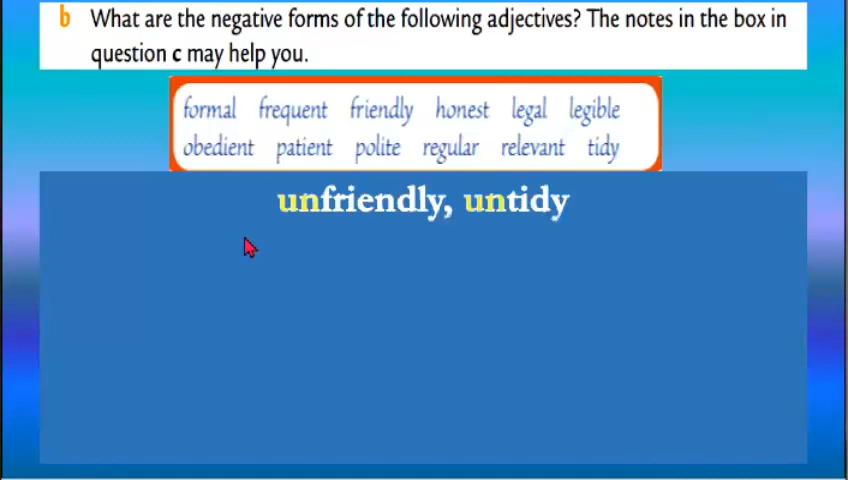 b What are the negative forms of the following adjectives? The notes in the box in
question c may help you.
formal frequent friendly honest legal legible
obedient patient polite regular relevant tidy
unfriendly, untidy